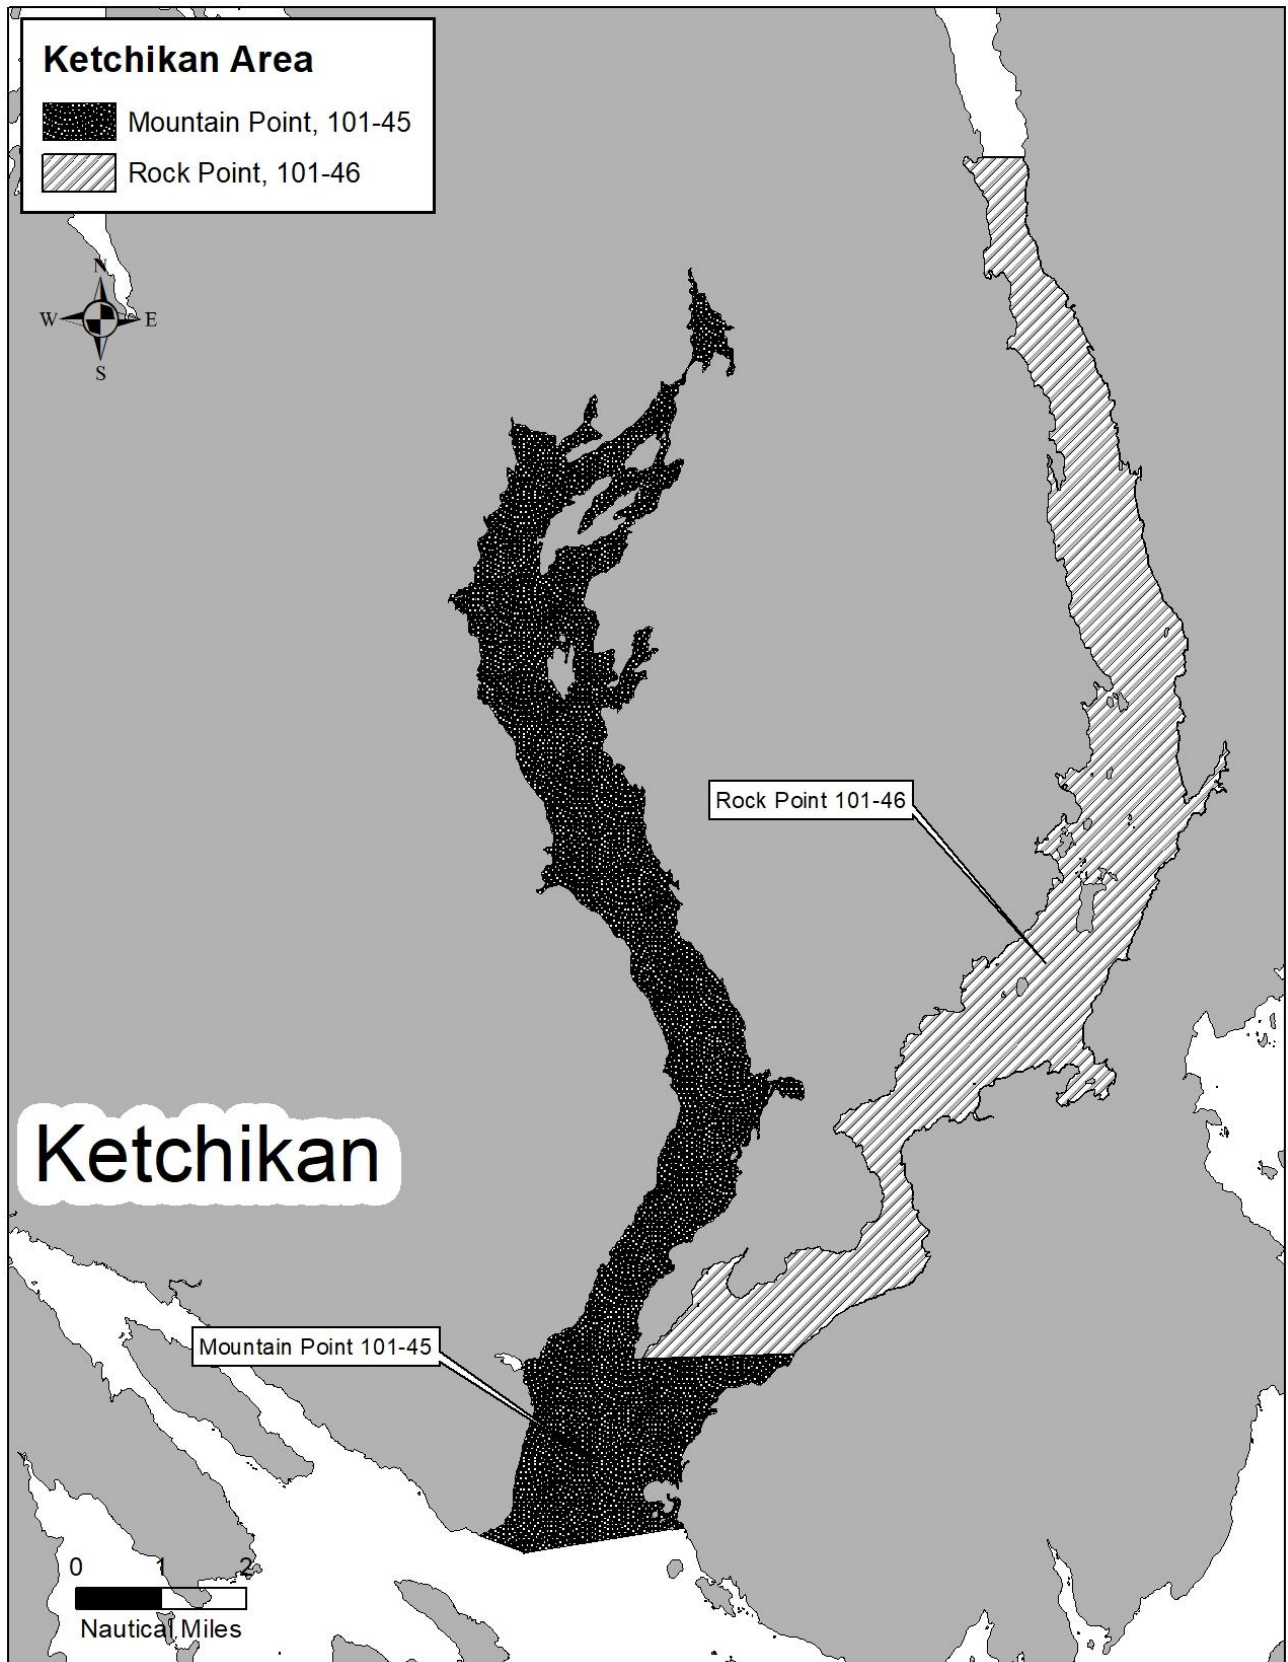 Ketchikan Area
Mountain Point, 101-45
Rock Point, 101-46
N
W E
S
Rock Point 101-46
Ketchikan
Mountain Point 101-45
0 1 2
Nautical Miles